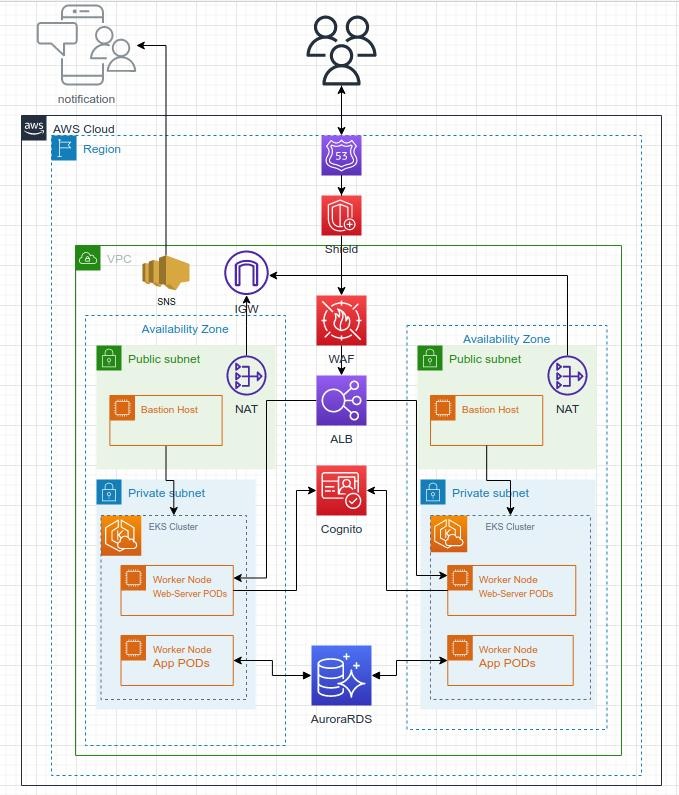 notification
aws
AWS Cloud
Region
53
Shield
VPC
SNS
IGW
WAF
Availability Zone
Availability Zone
Public subnet
Public subnet
NAT
NAT
Bastion Host
Bastion Host
ALB
Private subnet
Private subnet
Cognito
EKS Cluster
EKS Cluster
Worker Node
Web-Server PODs
Worker Node
Web-Server PODs
Worker Node
App PODs
Worker Node
App PODs
AuroraRDS